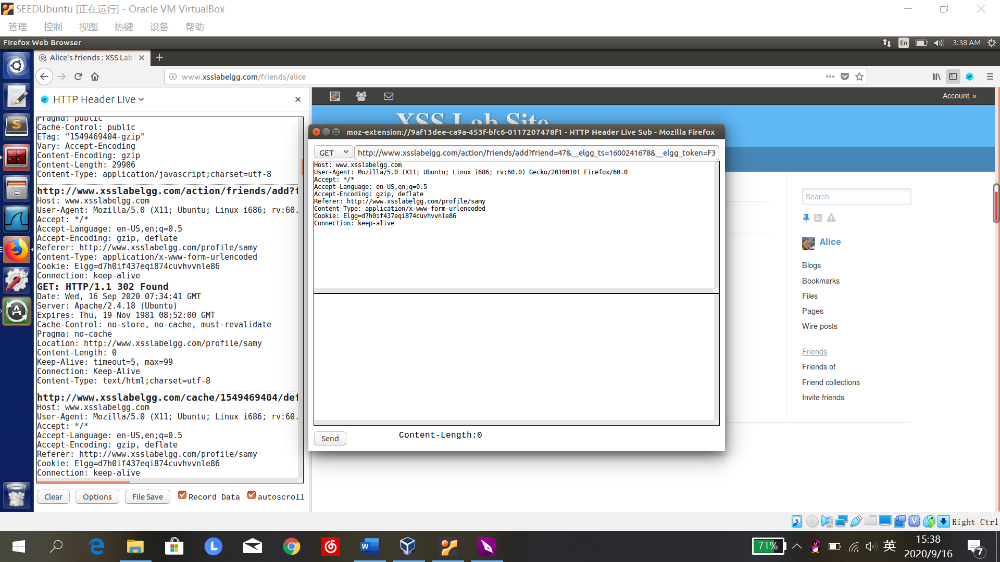 SEEDUbuntu [正在运行] - Oracle VM VirtualBox
管理 控制 视图 热键 设备 帮助
Firefox Web Browser
En
3:38 AM
Alice's friends : XSS Lab
www.xsslabelgg.com/friends/alice
HTTP Header Live
Pragma: public
Cache-Control: public
ETag: "1549469404-gzip"
Vary: Accept-Encoding
Content-Encoding: gzip
Content-Length: 29906
Content-Type: application/javascript;charset=utf-8
http://www.xsslabelgg.com/action/friends/add?f
Host: www.xsslabelgg.com
User-Agent: Mozilla/5.0 (X11; Ubuntu; Linux i686; rv:60.
Accept: */*
Accept-Language: en-US,en;q=0.5
Accept-Encoding: gzip, deflate
Referer: http://www.xsslabelgg.com/profile/samy
Content-Type: application/x-www-form-urlencoded
Cookie: Elgg=d7h0if437eqi874cuvhvvnle86
Connection: keep-alive
GET: HTTP/1.1 302 Found
Date: Wed, 16 Sep 2020 07:34:41 GMT
Server: Apache/2.4.18 (Ubuntu)
Expires: Thu, 19 Nov 1981 08:52:00 GMT
Cache-Control: no-store, no-cache, must-revalidate
Pragma: no-cache
Location: http://www.xsslabelgg.com/profile/samy
Content-Length: 0
Keep-Alive: timeout=5, max=99
Connection: Keep-Alive
Content-Type: text/html;charset=utf-8
http://www.xsslabelgg.com/cache/1549469404/def
Host: www.xsslabelgg.com
User-Agent: Mozilla/5.0 (X11; Ubuntu; Linux i686; rv:60.
Accept: */*
Accept-Language: en-US,en;q=0.5
Accept-Encoding: gzip, deflate
Referer: http://www.xsslabelgg.com/profile/samy
Cookie: Elgg=d7h0if437eqi874cuvhvvnle86
Connection: keep-alive
Clear
Options
File Save
Record Data
autoscroll
Account »
XSS Lab Site
moz-extension://9af13dee-ca9a-453f-bfc6-0117207478f1 - HTTP Header Live Sub - Mozilla Firefox
GET
http://www.xsslabelgg.com/action/friends/add?friend=47&__elgg_ts=1600241678&__elgg_token=F3
Host: www.xsslabelgg.com
User-Agent: Mozilla/5.0 (X11; Ubuntu; Linux i686; rv:60.0) Gecko/20100101 Firefox/60.0
Accept: */*
Accept-Language: en-US,en;q=0.5
Accept-Encoding: gzip, deflate
Referer: http://www.xsslabelgg.com/profile/samy
Content-Type: application/x-www-form-urlencoded
Cookie: Elgg=d7h0if437eqi874cuvhvvnle86
Connection: keep-alive
Send
Content-Length:0
Search
Alice
Blogs
Bookmarks
Files
Pages
Wire posts
Friends
Friends of
Friend collections
Invite friends
Right Ctrl
71%
英
15:38
2020/9/16
7